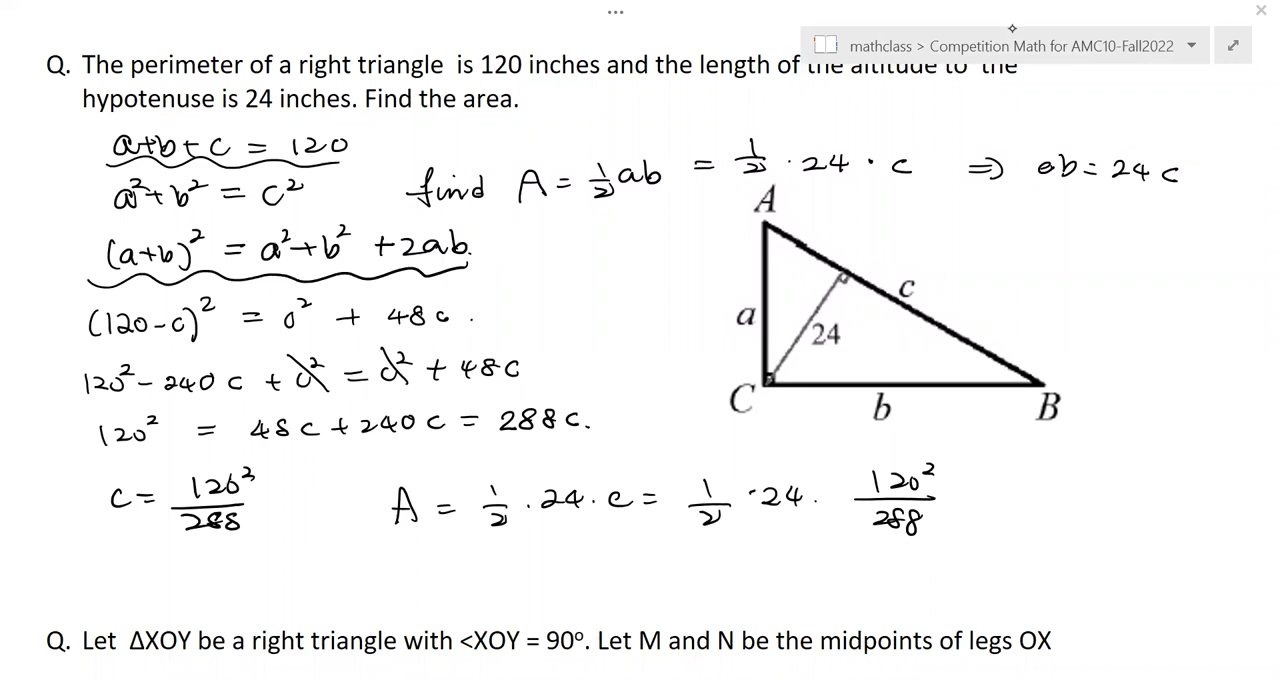 mathclass > Competition Math for AMC10-Fall2022
Q. The perimeter of a right triangle is 120 inches and the length of the altitude to the
hypotenuse is 24 inches. Find the area.
a+b+c = 120
a²+b² = c²
find A = 1/2 ab = 1/2 · 24 · c ⇒ ab = 24 c
(a+b)² = a²+b² +2ab.
(120-c)² = c² + 48c.
120² - 240c + c² = c² + 48c
120² = 48c + 240c = 288c.
c = 120²/288
A = 1/2 · 24 · c = 1/2 · 24 · 120²/288
A
c
a
24
C
b
B
Q. Let ΔXOY be a right triangle with <XOY = 90º. Let M and N be the midpoints of legs OX